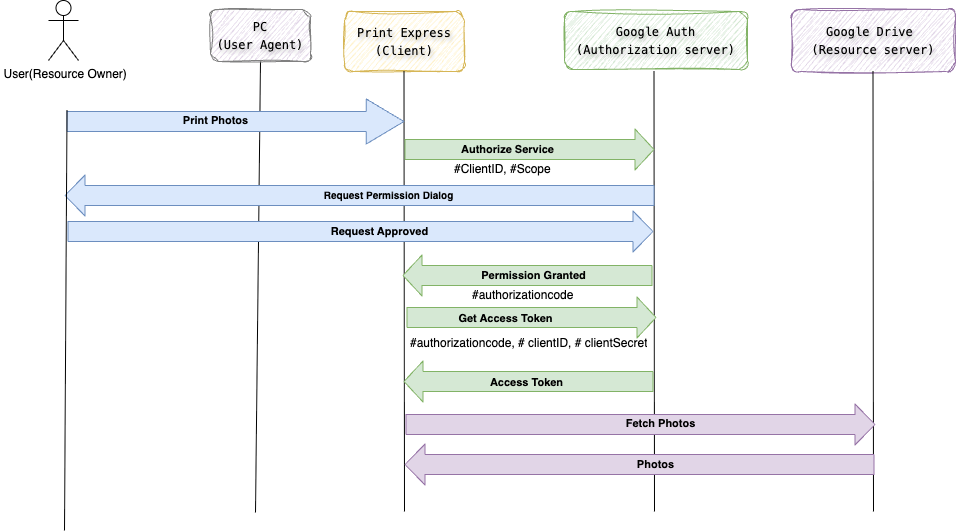 PC
(User Agent)
Print Express
(Client)
Google Auth
(Authorization server)
Google Drive
(Resource server)
User(Resource Owner)
Print Photos
Authorize Service
#ClientID, #Scope
Request Permission Dialog
Request Approved
Permission Granted
#authorizationcode
Get Access Token
#authorizationcode, # clientID, # clientSecret
Access Token
Fetch Photos
Photos